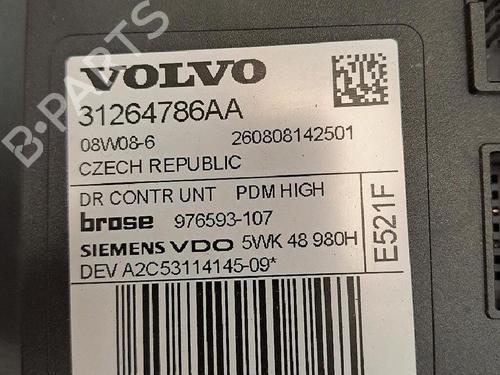 VOLVO
31264786AA
08W08-6 260808142501
CZECH REPUBLIC
DR CONTR UNT PDM HIGH
brose 976593-107
SIEMENS VDO 5WK 48 980H
DEV A2C53114145-09*
E521F
B-PARTS